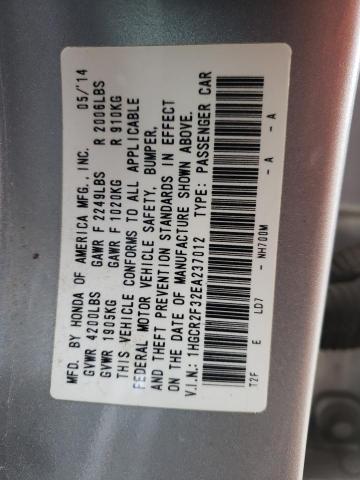 MFD. BY HONDA OF AMERICA MFG., INC. 05/'14
GVWR 4200LBS GAWR F 2249LBS R 2006LBS
GVWR 1905KG GAWR F 1020KG R 910KG
THIS VEHICLE CONFORMS TO ALL APPLICABLE
FEDERAL MOTOR VEHICLE SAFETY, BUMPER,
AND THEFT PREVENTION STANDARDS IN EFFECT
ON THE DATE OF MANUFACTURE SHOWN ABOVE.
V.I.N.: 1HGCR2F32EA237012 TYPE: PASSENGER CAR
T2F E LD7 - NH700M - A - A